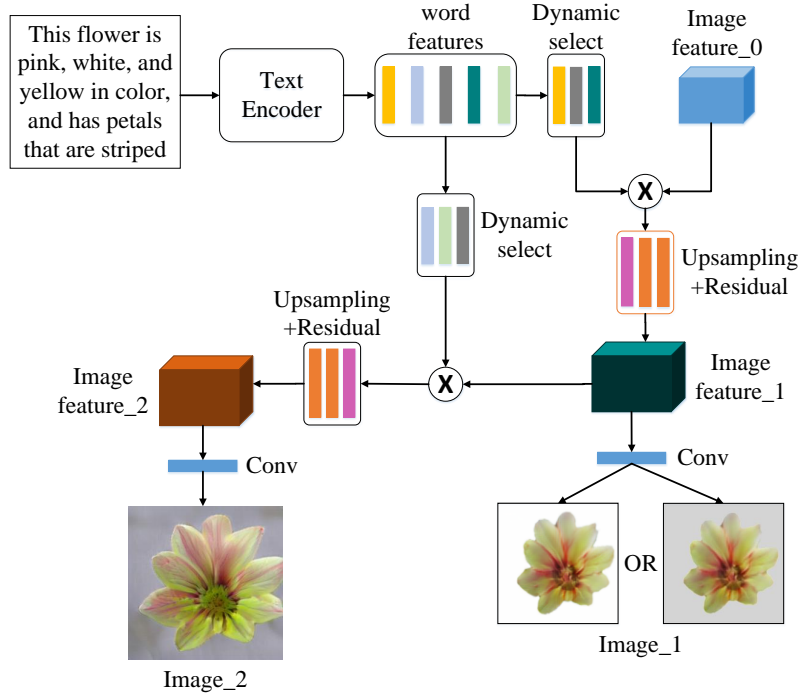 This flower is
pink, white, and
yellow in color,
and has petals
that are striped
Text
Encoder
word
features
Dynamic
select
Image
feature_0
X
Dynamic
select
Upsampling
+Residual
Upsampling
+Residual
Image
feature_2
X
Image
feature_1
Conv
Conv
OR
Image_1
Image_2